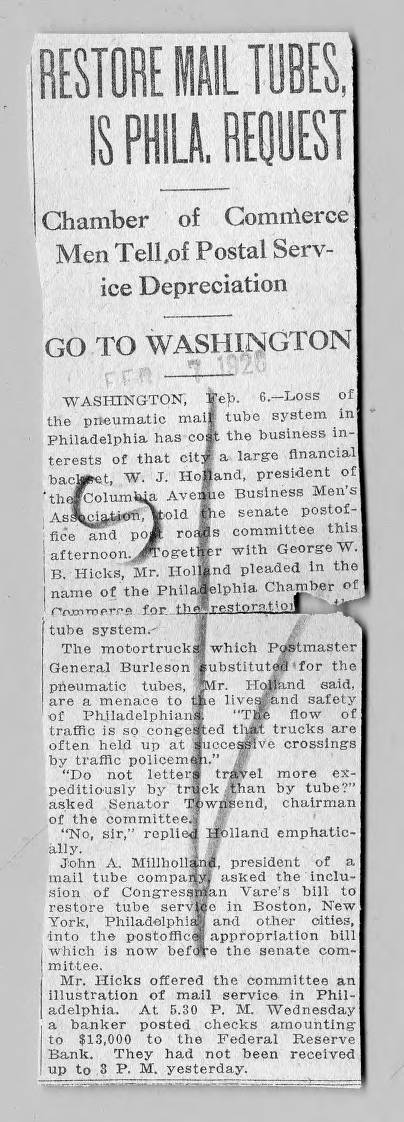 RESTORE MAIL TUBES,
IS PHILA. REQUEST
Chamber of Commerce
Men Tell of Postal Serv-
ice Depreciation
GO TO WASHINGTON
FEB 7 1920
WASHINGTON, Feb. 6.—Loss of
the pneumatic mail tube system in
Philadelphia has cost the business in-
terests of that city a large financial
backset, W. J. Holland, president of
the Columbia Avenue Business Men's
Association, told the senate postof-
fice and post roads committee this
afternoon. Together with George W.
B. Hicks, Mr. Holland pleaded in the
name of the Philadelphia Chamber of
Commerce for the restoration
tube system.
The motortrucks which Postmaster
General Burleson substituted for the
pneumatic tubes, Mr. Holland said,
are a menace to the lives and safety
of Philadelphians. "The flow of
traffic is so congested that trucks are
often held up at successive crossings
by traffic policemen."
"Do not letters travel more ex-
peditiously by truck than by tube?"
asked Senator Townsend, chairman
of the committee.
"No, sir," replied Holland emphatic-
ally.
John A. Millholland, president of a
mail tube company, asked the inclu-
sion of Congressman Vare's bill to
restore tube service in Boston, New
York, Philadelphia and other cities,
into the postoffice appropriation bill
which is now before the senate com-
mittee.
Mr. Hicks offered the committee an
illustration of mail service in Phil-
adelphia. At 5.30 P. M. Wednesday
a banker posted checks amounting
to $13,000 to the Federal Reserve
Bank. They had not been received
up to 3 P. M. yesterday.